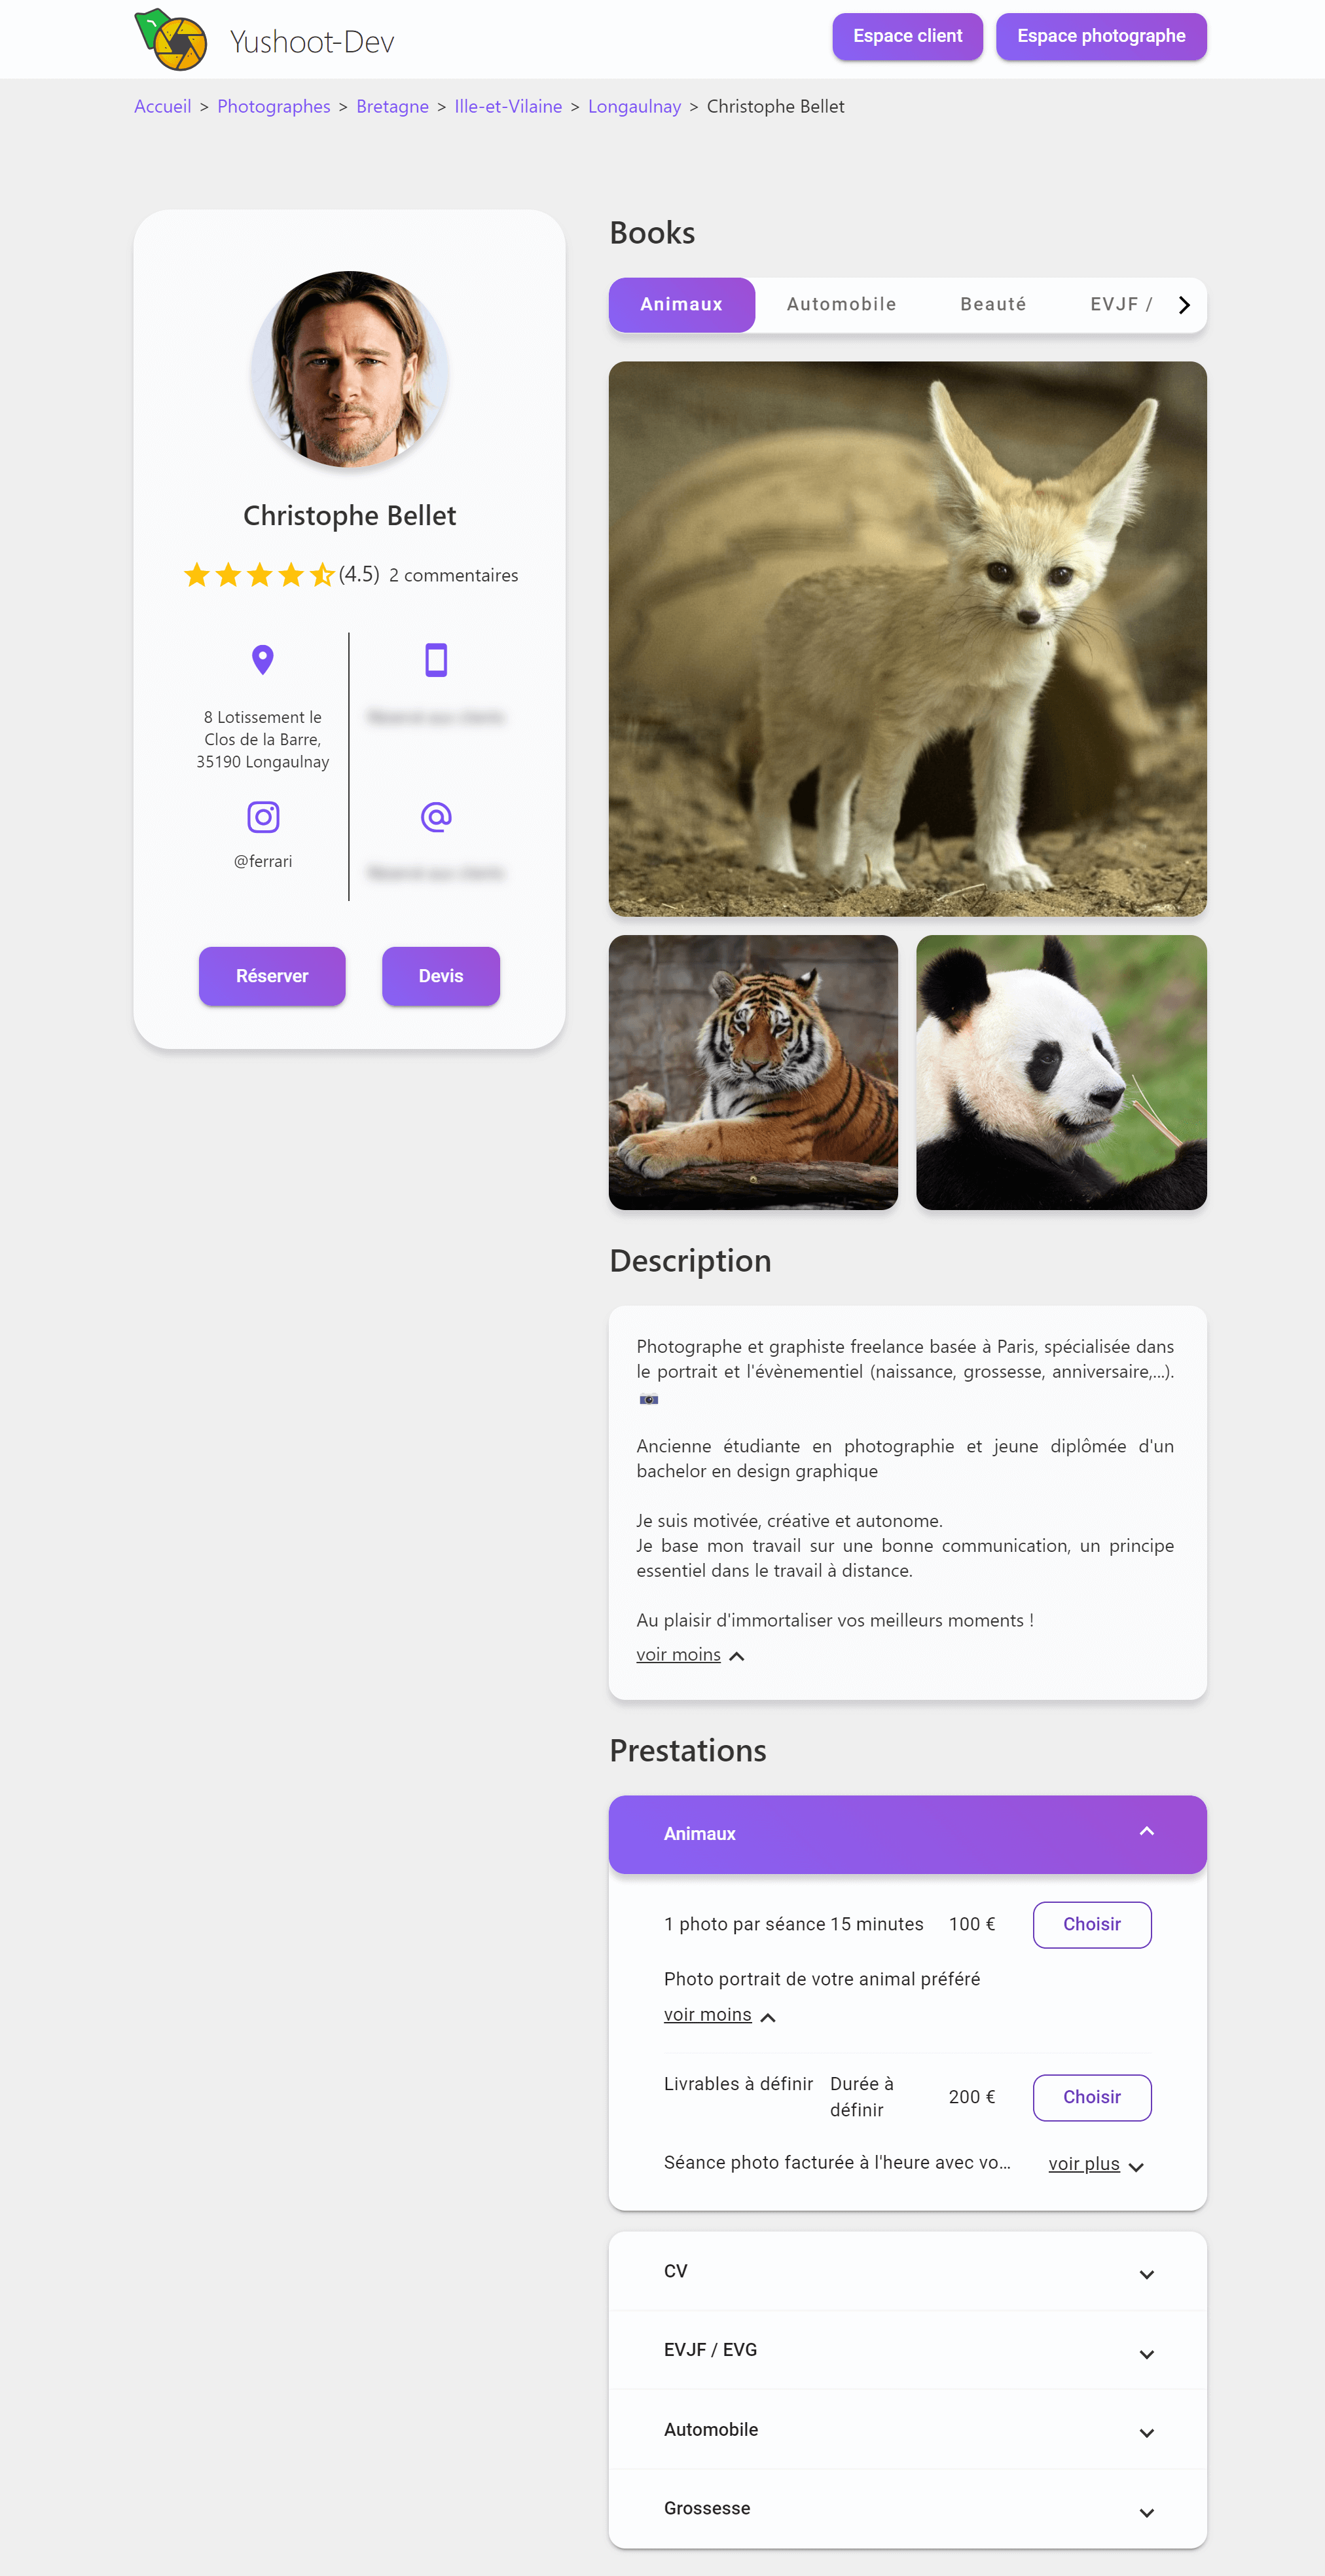 Yushoot-Dev
Espace client
Espace photographe
Accueil > Photographes > Bretagne > Ille-et-Vilaine > Longaulnay > Christophe Bellet
Christophe Bellet
(4.5) 2 commentaires
8 Lotissement le
Clos de la Barre,
35190 Longaulnay
@ferrari
Réserver
Devis
Books
Animaux
Automobile
Beauté
EVJF /
Description
Photographe et graphiste freelance basée à Paris, spécialisée dans
le portrait et l'évènementiel (naissance, grossesse, anniversaire,...).
Ancienne étudiante en photographie et jeune diplômée d'un
bachelor en design graphique
Je suis motivée, créative et autonome.
Je base mon travail sur une bonne communication, un principe
essentiel dans le travail à distance.
Au plaisir d'immortaliser vos meilleurs moments !
voir moins
Prestations
Animaux
1 photo par séance 15 minutes 100 € Choisir
Photo portrait de votre animal préféré
voir moins
Livrables à définir
Durée à
définir
200 €
Choisir
Séance photo facturée à l'heure avec vo...
voir plus
CV
EVJF / EVG
Automobile
Grossesse